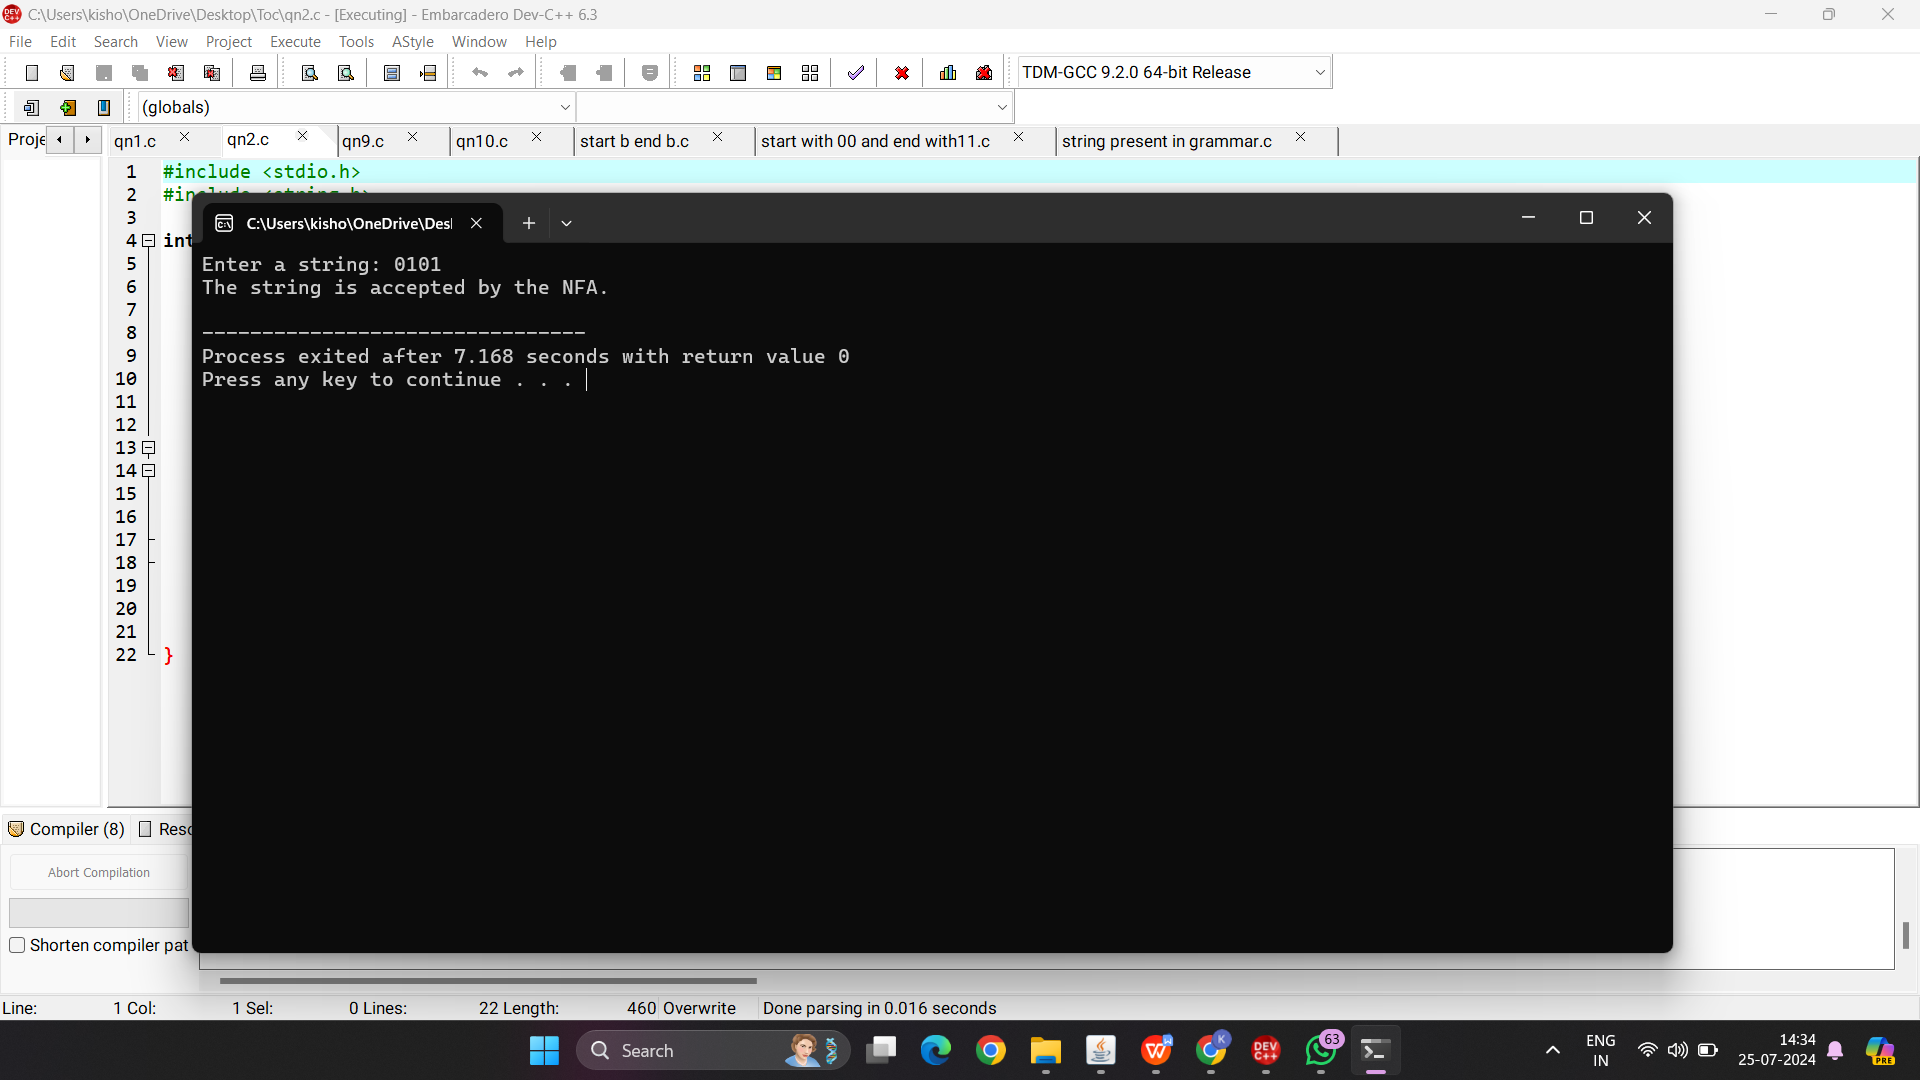 C:\Users\kisho\OneDrive\Desktop\Toc\qn2.c - [Executing] - Embarcadero Dev-C++ 6.3
File Edit Search View Project Execute Tools AStyle Window Help
TDM-GCC 9.2.0 64-bit Release
(globals)
Proje qn1.c qn2.c qn9.c qn10.c start b end b.c start with 00 and end with11.c string present in grammar.c
1 #include <stdio.h>
2 #include <string.h>
3
4 int
5
6
7
8
9
10
11
12
13
14
15
16
17
18
19
20
21
22 }
C:\Users\kisho\OneDrive\Des
Enter a string: 0101
The string is accepted by the NFA.
--------------------------------
Process exited after 7.168 seconds with return value 0
Press any key to continue . . .
Compiler (8) Reso
Abort Compilation
Shorten compiler pat
Line: 1 Col: 1 Sel: 0 Lines: 22 Length: 460 Overwrite Done parsing in 0.016 seconds
Search
DEV C++
63
K
W
PRE
ENG
IN
14:34
25-07-2024